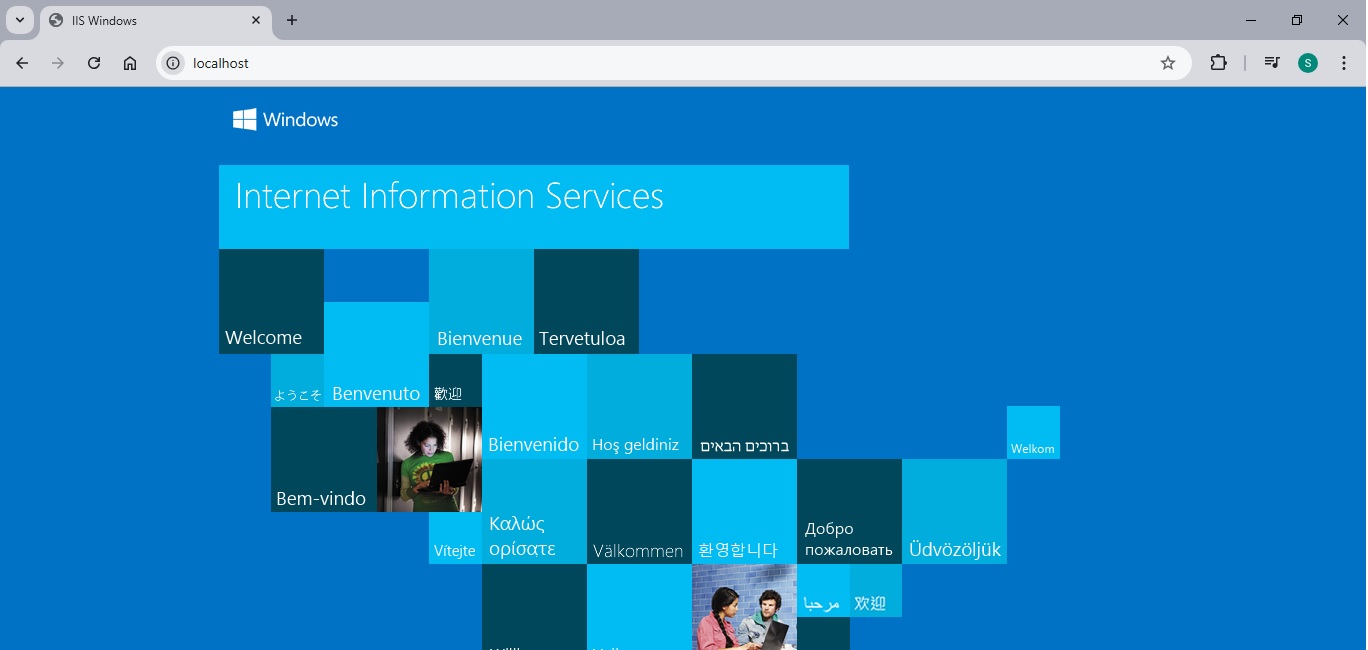 IIS Windows
localhost
S
Windows
Internet Information Services
Welcome
Bienvenue
Tervetuloa
ようこそ
Benvenuto
歡迎
Bienvenido
Hoş geldiniz
ברוכים הבאים
Welkom
Bem-vindo
Vítejte
Καλώς
ορίσατε
Välkommen
환영합니다
Добро
пожаловать
Üdvözöljük
مرحبا
欢迎